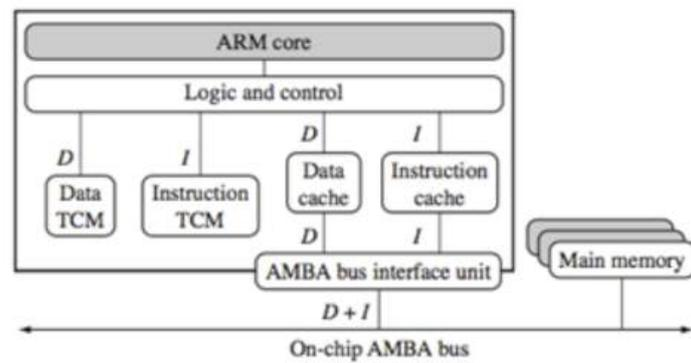 ARM core
Logic and control
D
I
D
I
Data
TCM
Instruction
TCM
Data
cache
Instruction
cache
D
I
AMBA bus interface unit
Main memory
D + I
On-chip AMBA bus